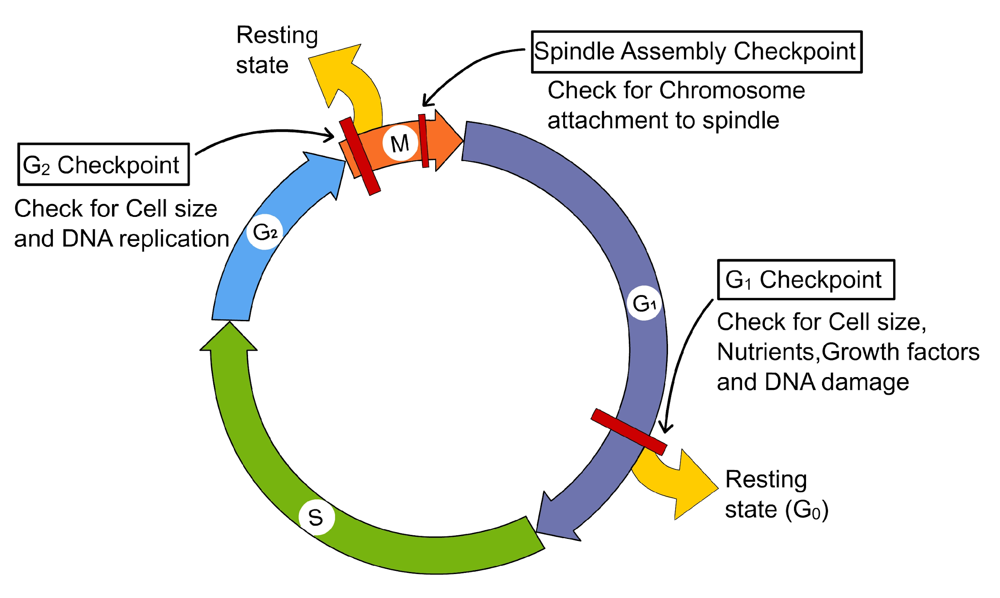 Resting
state
Spindle Assembly Checkpoint
Check for Chromosome
attachment to spindle
M
G₂ Checkpoint
Check for Cell size
and DNA replication
G₂
G₁
G₁ Checkpoint
Check for Cell size,
Nutrients,Growth factors
and DNA damage
Resting
state (G₀)
S